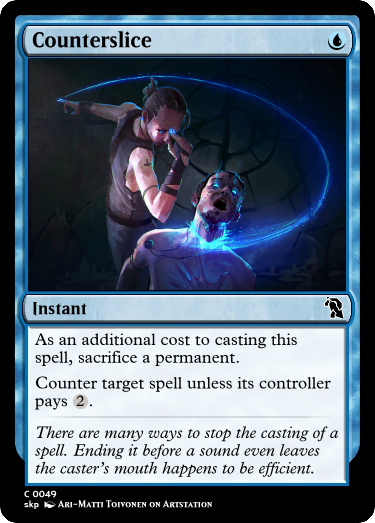 Counterslice
Instant
As an additional cost to casting this
spell, sacrifice a permanent.
Counter target spell unless its controller
pays 2.
There are many ways to stop the casting of a
spell. Ending it before a sound even leaves
the caster's mouth happens to be efficient.
C 0049
skp Ari-Matti Toivonen on Artstation